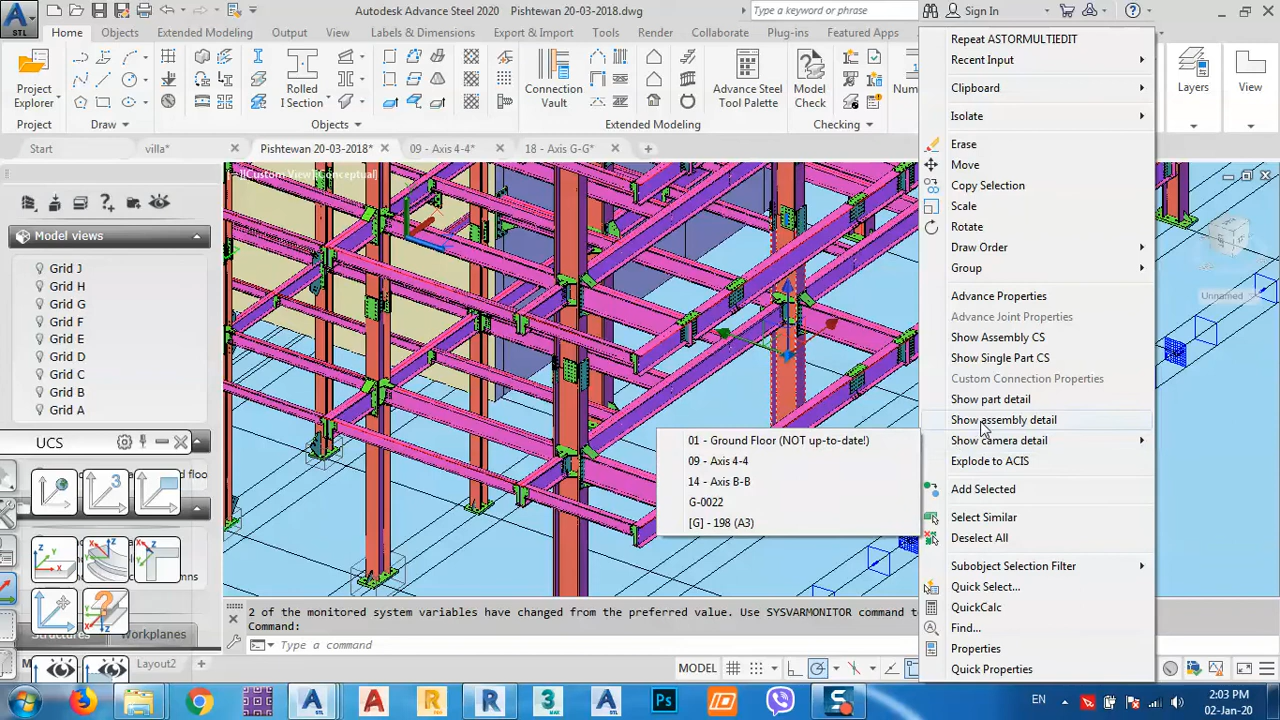 Autodesk Advance Steel 2020 Pishtewan 20-03-2018.dwg
Type a keyword or phrase
Sign In
STL
Home Objects Extended Modeling Output View Labels & Dimensions Export & Import Tools Render Collaborate Plug-ins Featured Apps
Project
Explorer
Rolled
I Section
Connection
Vault
Advance Steel
Tool Palette
Model
Check
Layers
View
Project Draw Objects Extended Modeling Checking
Start villa* Pishtewan 20-03-2018* 09 - Axis 4-4* 18 - Axis G-G*
Custom View Conceptual
Model views
Grid J
Grid H
Grid G
Grid F
Grid E
Grid D
Grid C
Grid B
Grid A
UCS
Workplanes
Layout2
Unnamed
Repeat ASTORMULTIEDIT
Recent Input
Clipboard
Isolate
Erase
Move
Copy Selection
Scale
Rotate
Draw Order
Group
Advance Properties
Advance Joint Properties
Show Assembly CS
Show Single Part CS
Custom Connection Properties
Show part detail
Show assembly detail
Show camera detail
Explode to ACIS
Add Selected
Select Similar
Deselect All
Subobject Selection Filter
Quick Select...
QuickCalc
Find...
Properties
Quick Properties
01 - Ground Floor (NOT up-to-date!)
09 - Axis 4-4
14 - Axis B-B
G-0022
[G] - 198 (A3)
2 of the monitored system variables have changed from the preferred value. Use SYSVARMONITOR command to
Command:
Type a command
MODEL
EN
2:03 PM
02-Jan-20